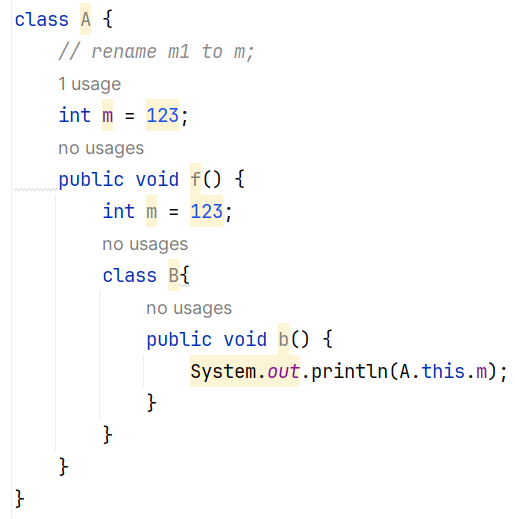 class A {
// rename m1 to m;
1 usage
int m = 123;
no usages
public void f() {
int m = 123;
no usages
class B{
no usages
public void b() {
System.out.println(A.this.m);
}
}
}
}